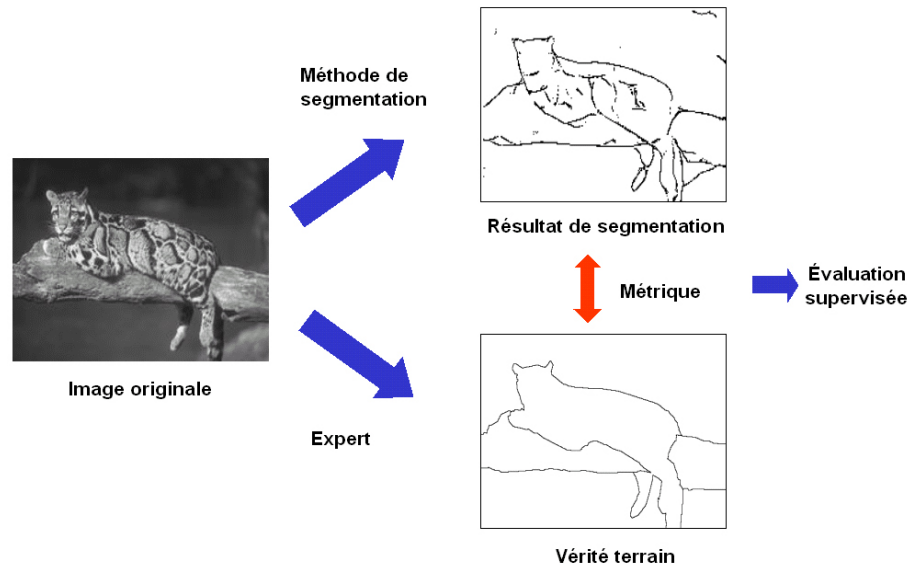 Méthode de
segmentation
Résultat de segmentation
Métrique
Évaluation
supervisée
Image originale
Expert
Vérité terrain